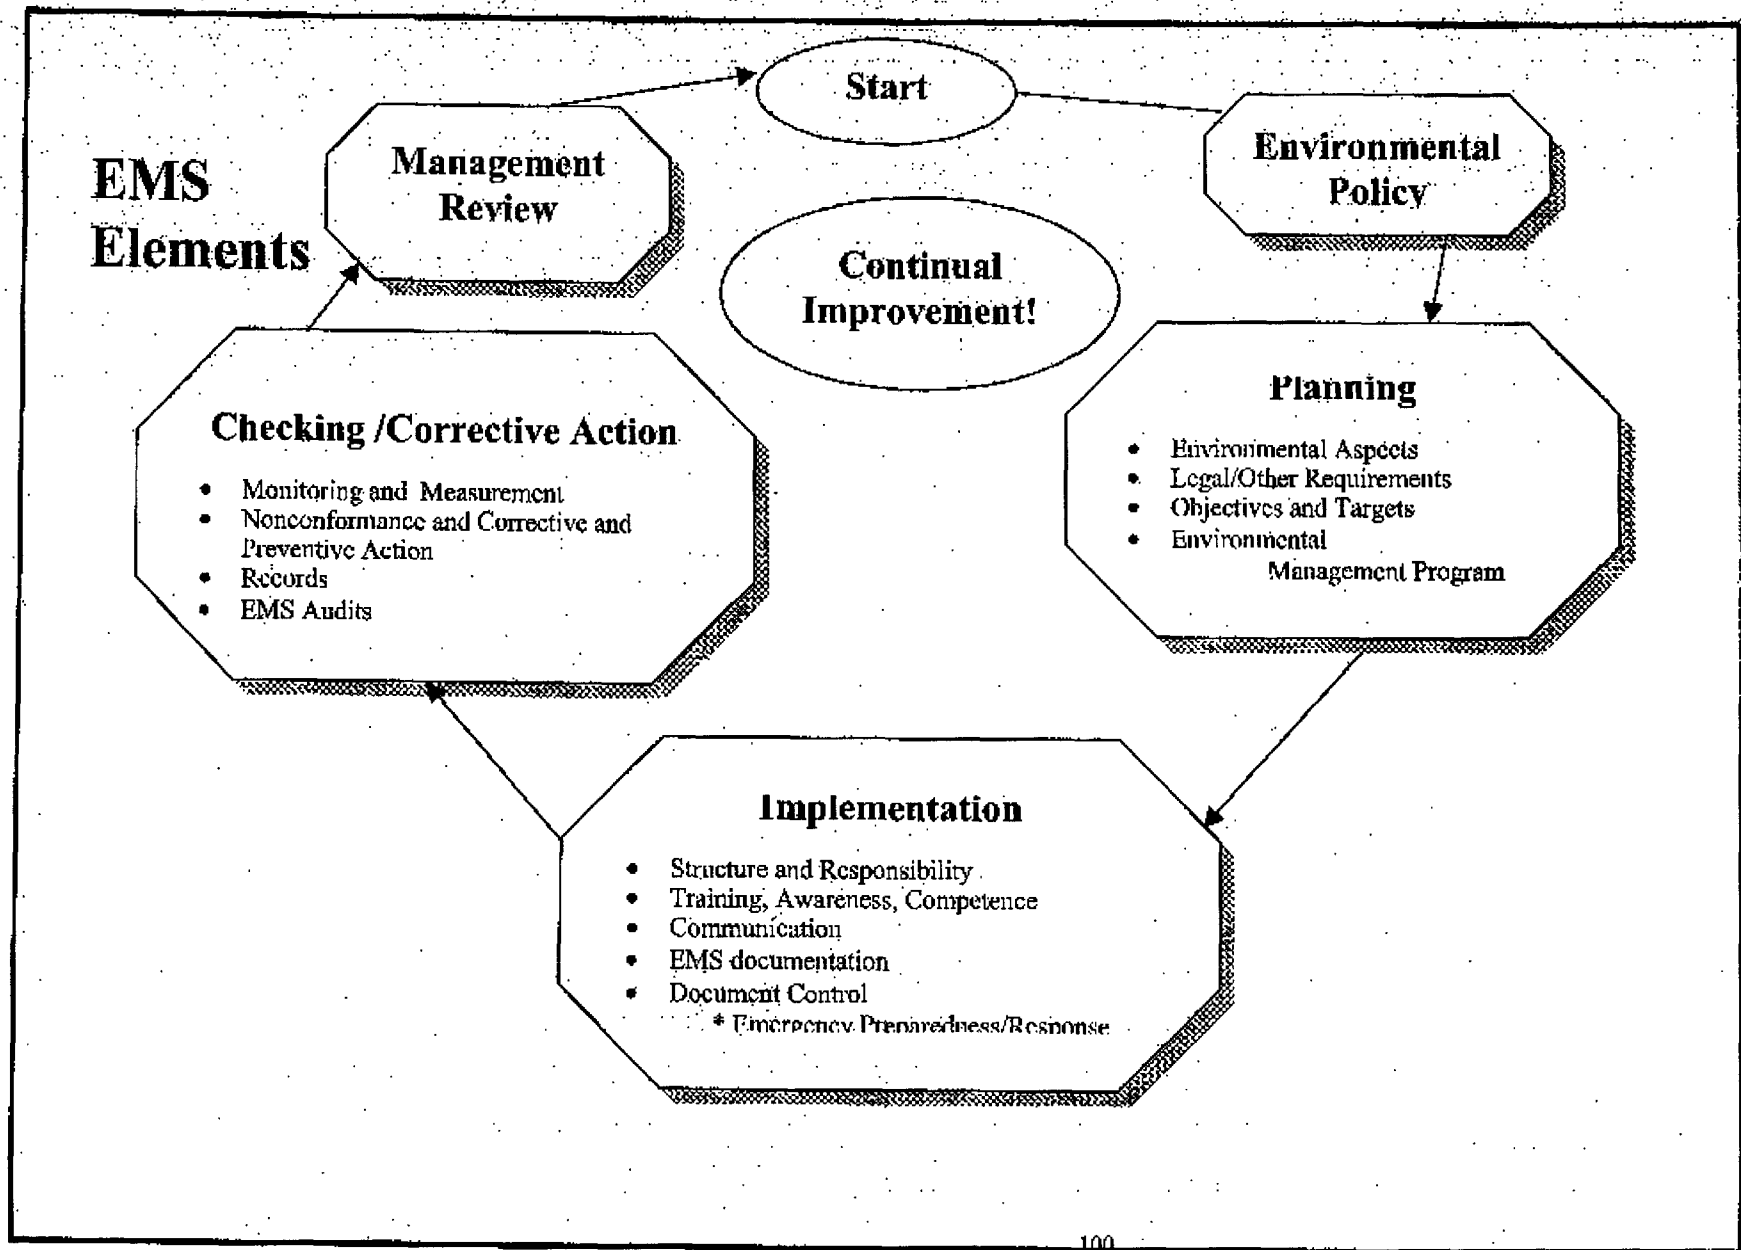 EMS
Elements
Start
Environmental
Policy
Management
Review
Continual
Improvement!
Planning
• Environmental Aspects
• Legal/Other Requirements
• Objectives and Targets
• Environmental
Management Program
Checking /Corrective Action
• Monitoring and Measurement
• Nonconformance and Corrective and
Preventive Action
• Records
• EMS Audits
Implementation
• Structure and Responsibility
• Training, Awareness, Competence
• Communication
• EMS documentation
• Document Control
* Emergency Preparedness/Response
100